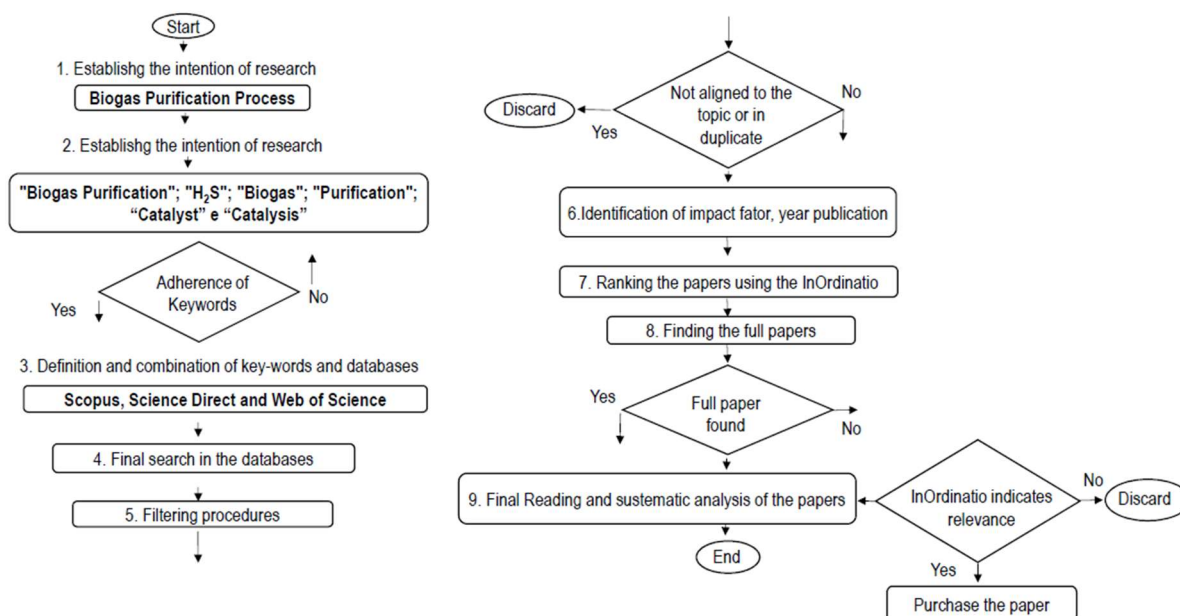 Start
1. Establishg the intention of research
Biogas Purification Process
2. Establishg the intention of research
"Biogas Purification"; "H₂S"; "Biogas"; "Purification";
“Catalyst” e “Catalysis”
Adherence of
Keywords
Yes
No
3. Definition and combination of key-words and databases
Scopus, Science Direct and Web of Science
4. Final search in the databases
5. Filtering procedures
Not aligned to the
topic or in
duplicate
Discard
Yes
No
6.Identification of impact fator, year publication
7. Ranking the papers using the InOrdinatio
8. Finding the full papers
Full paper
found
Yes
No
9. Final Reading and sustematic analysis of the papers
End
InOrdinatio indicates
relevance
No
Discard
Yes
Purchase the paper